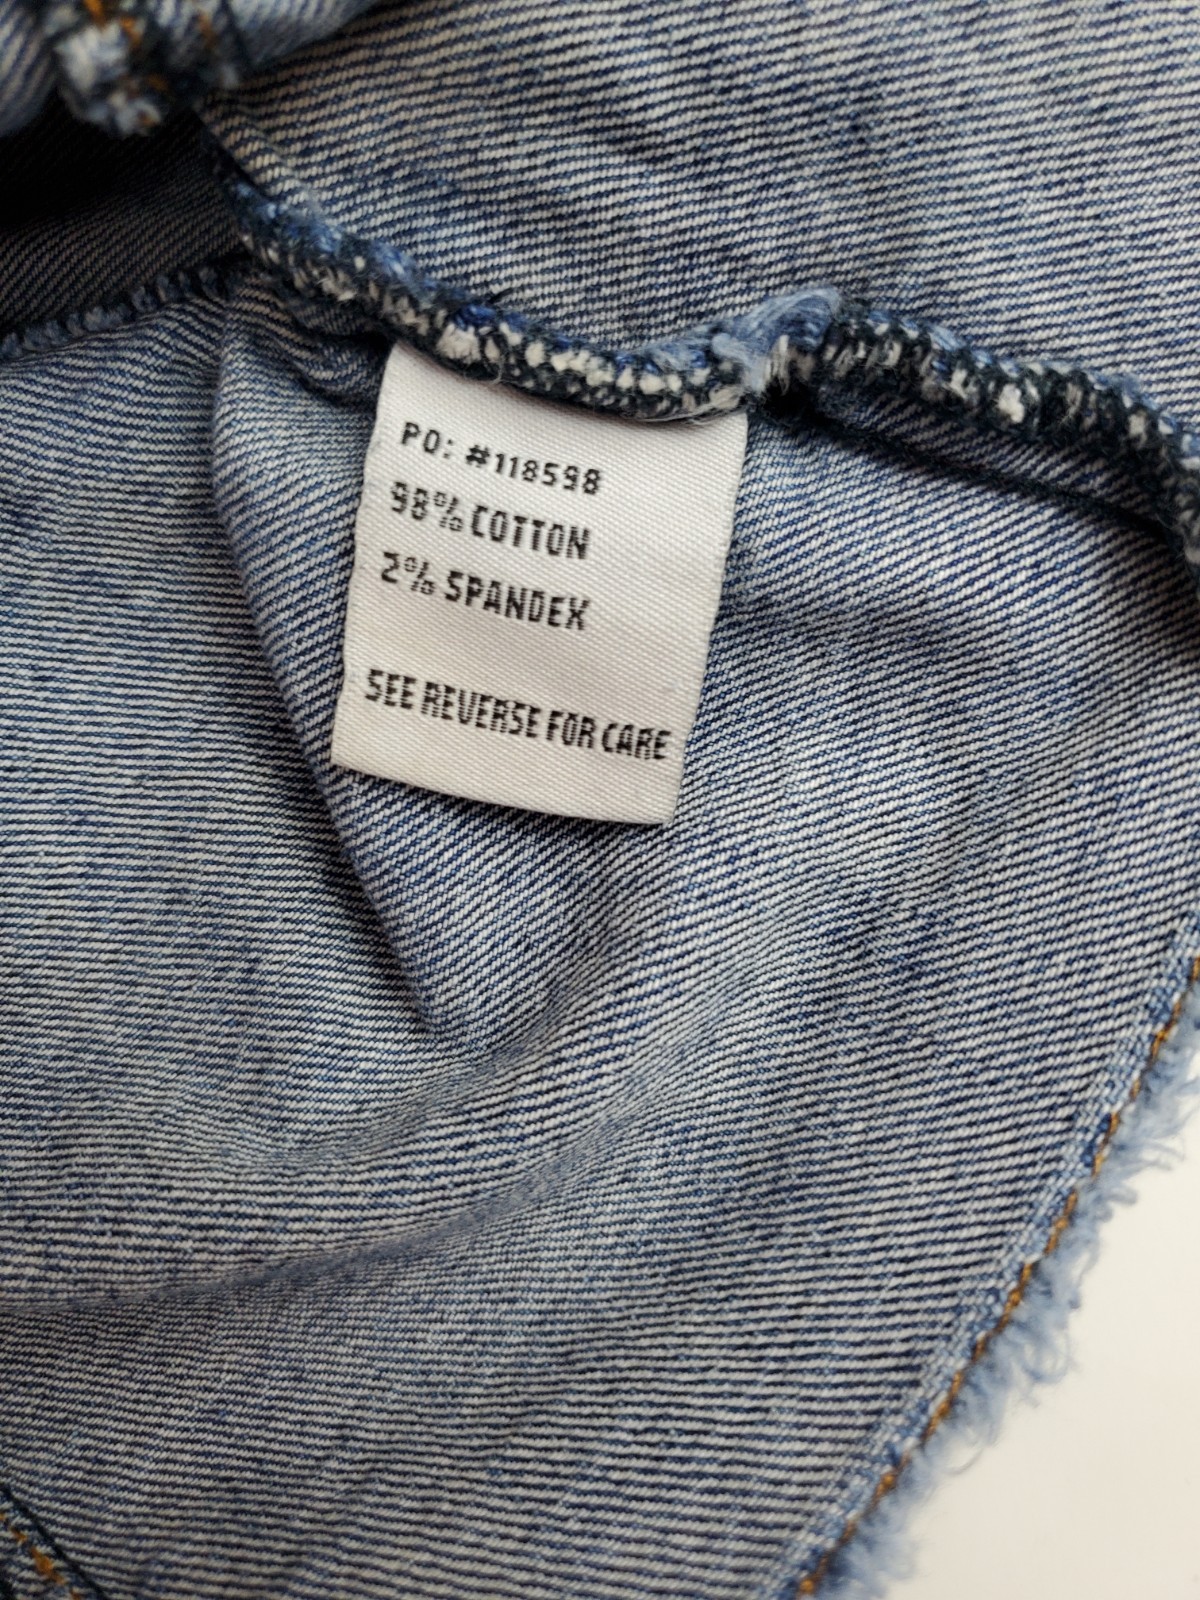 PO: #118598
98% COTTON
2% SPANDEX
SEE REVERSE FOR CARE